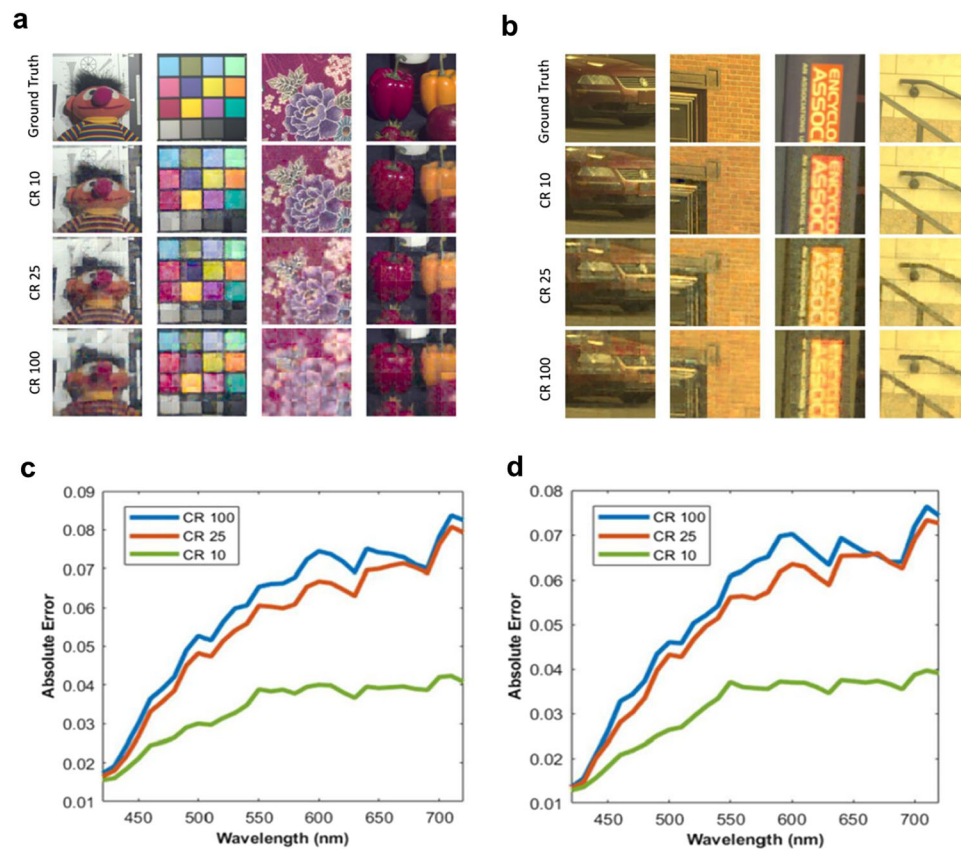 a
b
Ground Truth
CR 10
CR 25
CR 100
Ground Truth
CR 10
CR 25
CR 100
ENCYCLO
ASSOC
ENCYCLO
ASSOC
ASSOC
ASSOC
c
d
0.09
0.08
0.07
0.06
0.05
0.04
0.03
0.02
0.01
Absolute Error
CR 100
CR 25
CR 10
450
500
550
600
650
700
Wavelength (nm)
0.08
0.07
0.06
0.05
0.04
0.03
0.02
0.01
Absolute Error
CR 100
CR 25
CR 10
450
500
550
600
650
700
Wavelength (nm)